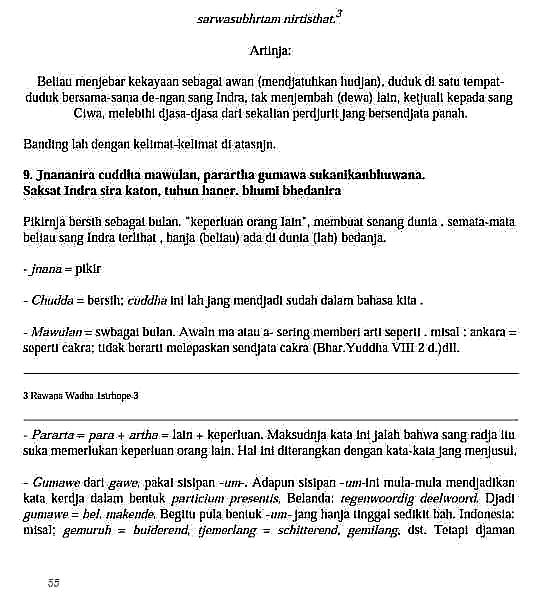 sarwasubhrtam nirtisthat.3
Artinja:
Beliau menjebar kekayaan sebagai awan (mendjatuhkan hudjan), duduk di satu tempat-
duduk bersama-sama de-ngan sang Indra, tak menjembah (dewa) lain, ketjuali kepada sang
Ciwa, melebihi djasa-djasa dari sekalian perdjurit jang bersendjata panah.
Banding lah dengan kelimat-kelimat di atasnjn.
9. Jnananira cuddha mawulan, parartha gumawa sukanikanbhuwana.
Saksat Indra sira katon, tuhun haner. bhumi bhedanira
Pikirnja bersih sebagai bulan. "keperluan orang lain", membuat senang dunia . semata-mata
beliau sang Indra terlihat , hanja (beliau) ada di dunia (lah) bedanja.
- jnana = pikir
- Chudda = bersih; cuddha ini lah jang mendjadi sudah dalam bahasa kita .
- Mawulan = swbagai bulan. Awain ma atau a- sering memberi arti seperti . misal : ankara =
seperti cakra; tidak berarti melepaskan sendjata cakra (Bhar.Yuddha VIII 2 d.)dll.
3 Rawapa Wadha 1strhope-3
- Pararta = para + artha = lain + keperluan. Maksudnja kata ini jalah bahwa sang radja itu
suka memerlukan keperluan orang lain. Hal ini diterangkan dengan kata-kata jang menjusul.
- Gumawe dari gawe, pakai sisipan -um-. Adapun sisipan -um-ini mula-mula mendjadikan
kata kerdja dalam bentuk particium presentis, Belanda: tegenwoordig deelwoord. Djadi
gumawe = hel. makende. Begitu pula bentuk -um- jang hanja tinggal sedikit bah. Indonesia:
misal; gemuruh = buiderend, tjemerlang = schitterend, gemilang, dst. Tetapi djaman
55